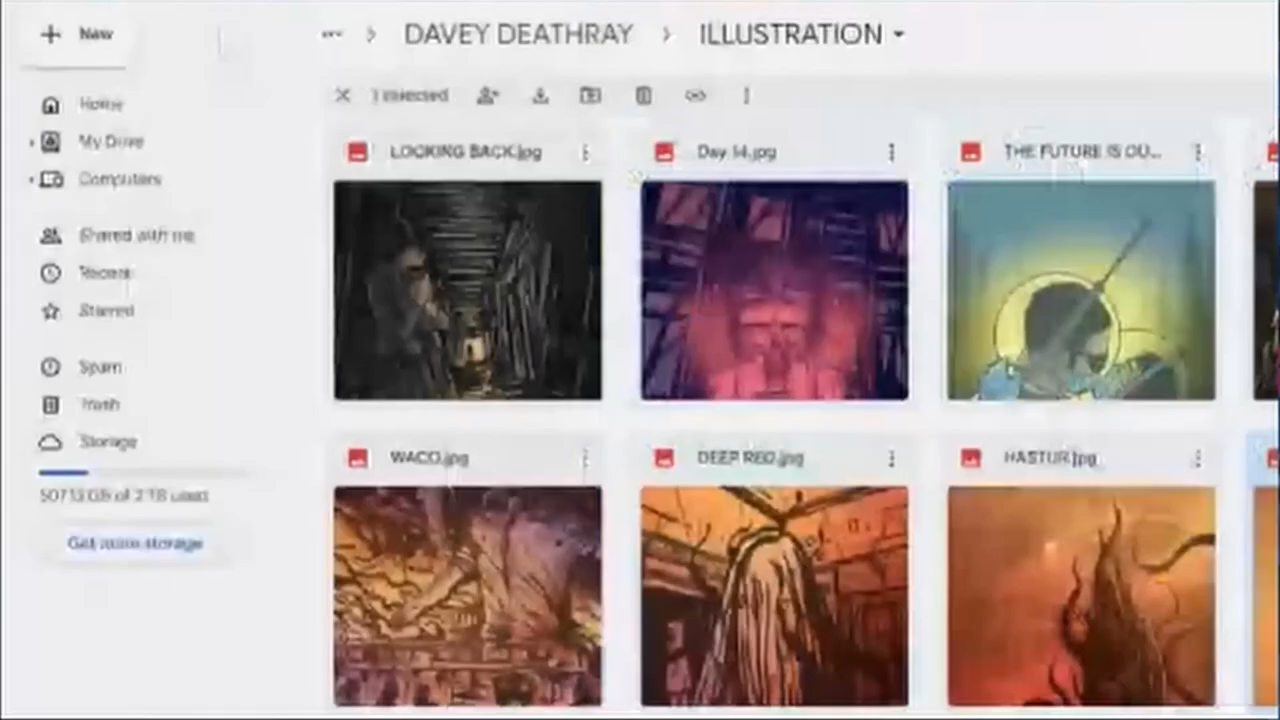 New
DAVEY DEATHRAY
ILLUSTRATION
1 selected
Home
My Drive
Computers
Shared with me
Recent
Starred
Spam
Trash
Storage
Get more storage
LOOKING BACK.jpg
Day 14.jpg
THE FUTURE IS OU...
WACO.jpg
DEEP RED.jpg
HASTUR.jpg